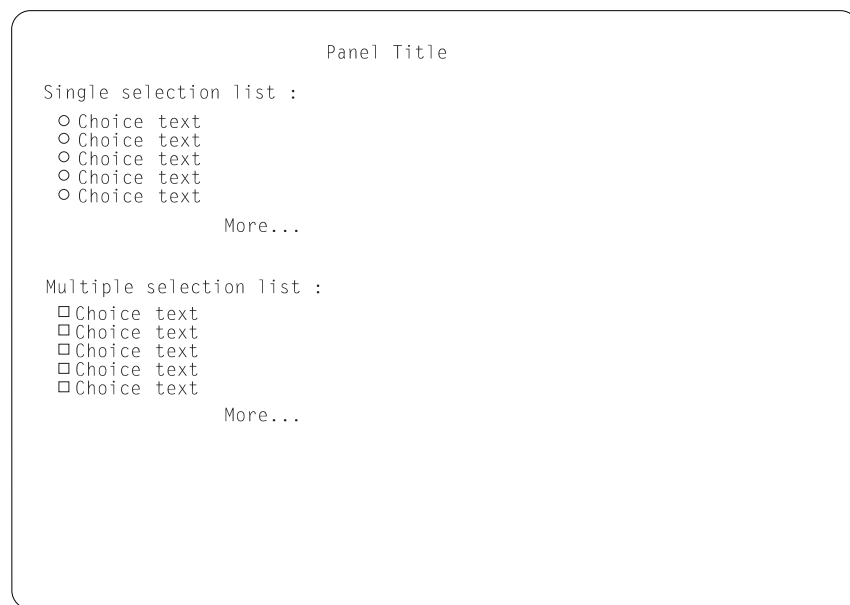 Panel Title
Single selection list :
Choice text
Choice text
Choice text
Choice text
Choice text
More...
Multiple selection list :
Choice text
Choice text
Choice text
Choice text
Choice text
More...